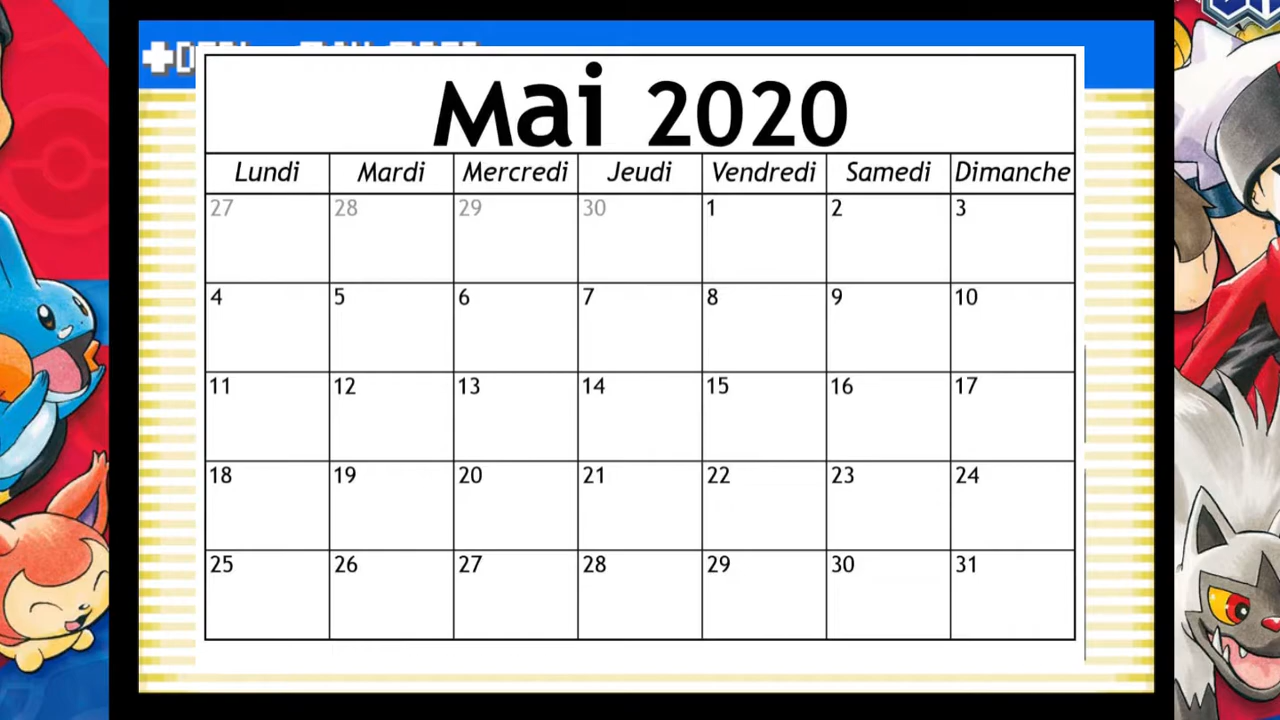 Mai 2020
Lundi Mardi Mercredi Jeudi Vendredi Samedi Dimanche
27 28 29 30 1 2 3
4 5 6 7 8 9 10
11 12 13 14 15 16 17
18 19 20 21 22 23 24
25 26 27 28 29 30 31